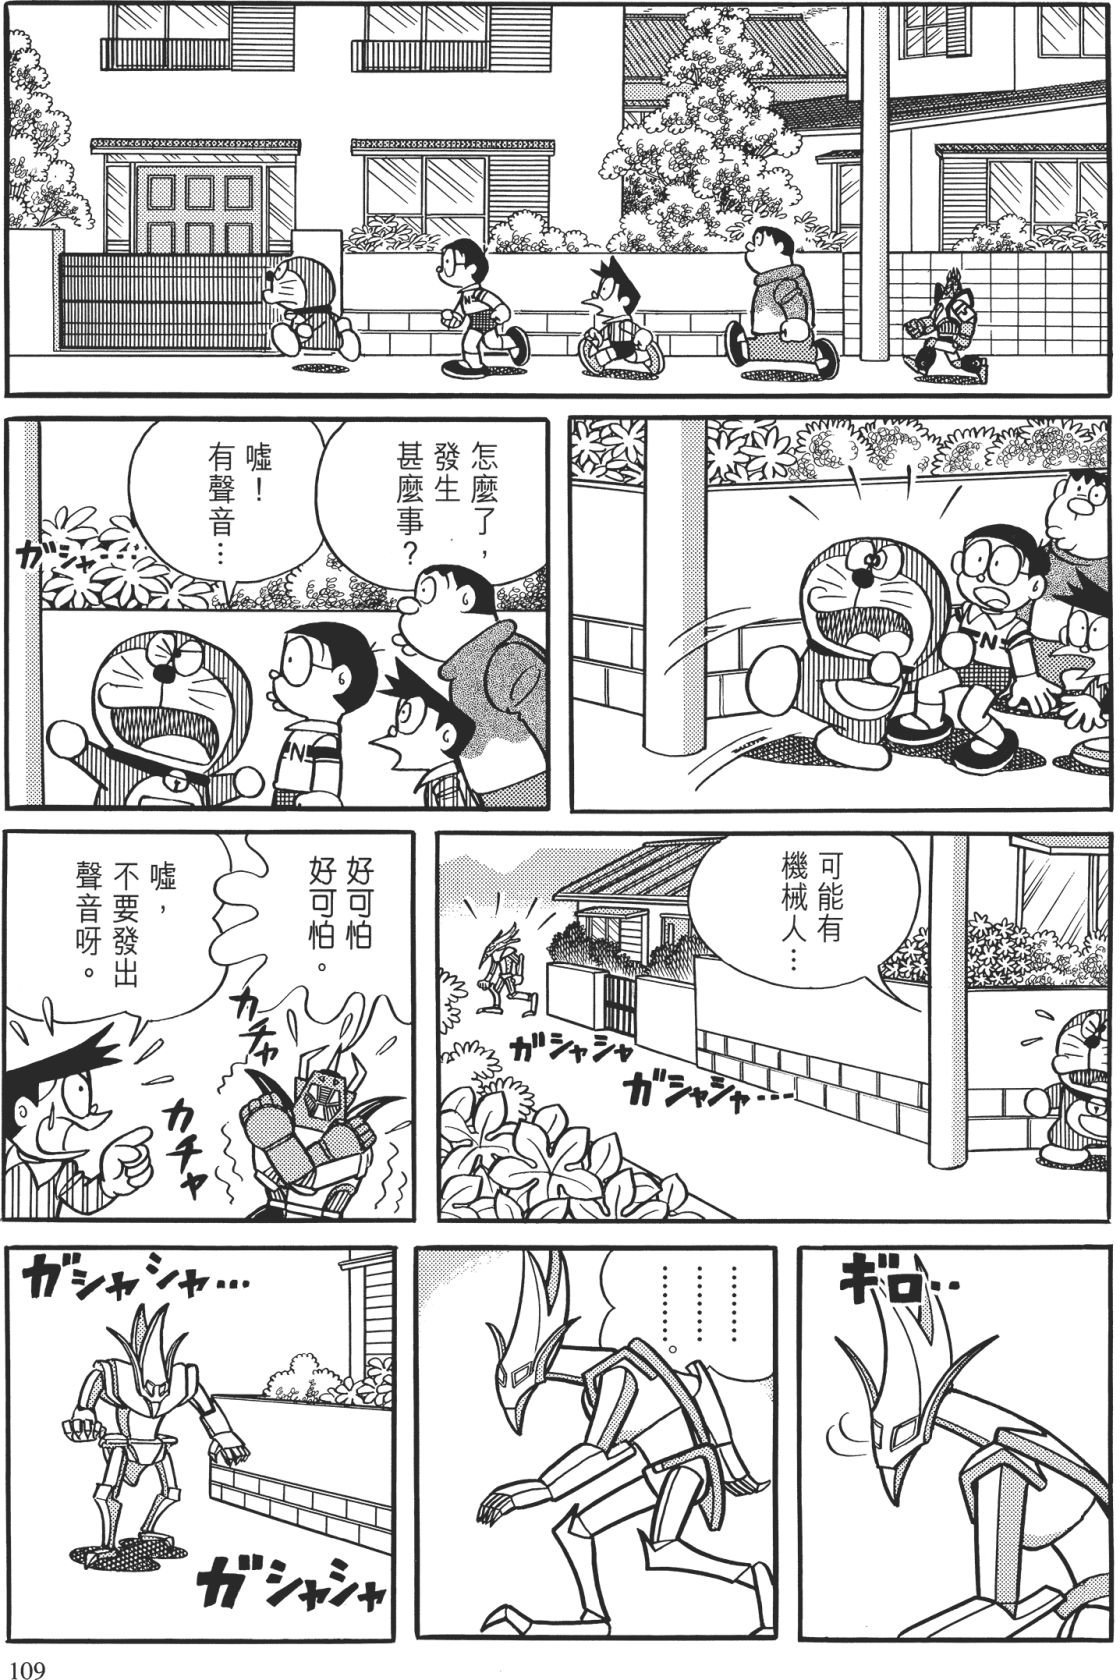 怎麼了，
發生
甚麼事？
噓！
有聲音…
ガシャ‥‥
可能有
機械人…
ガシャシャ
ガシャシャ‥‥
好可怕
好可怕。
カチャ
カチャ
噓，
不要發出
聲音呀。
ギロ‥
………
………
………。
ガシャシャ…
ガシャシャ
109